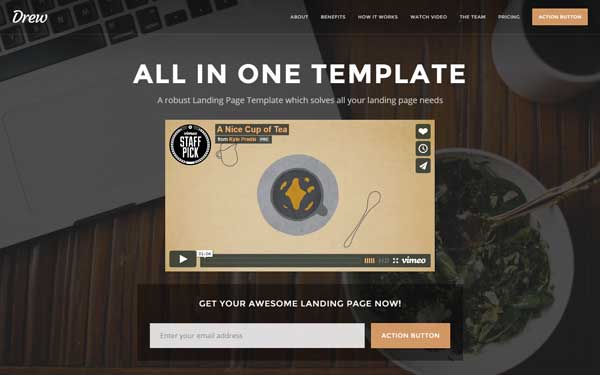 Drew
ABOUT BENEFITS HOW IT WORKS WATCH VIDEO THE TEAM PRICING ACTION BUTTON
ALL IN ONE TEMPLATE
A robust Landing Page Template which solves all your landing page needs
vimeo
STAFF
PICK
A Nice Cup of Tea
from Kyle Predki PRO
01:04
HD vimeo
GET YOUR AWESOME LANDING PAGE NOW!
Enter your email address ACTION BUTTON